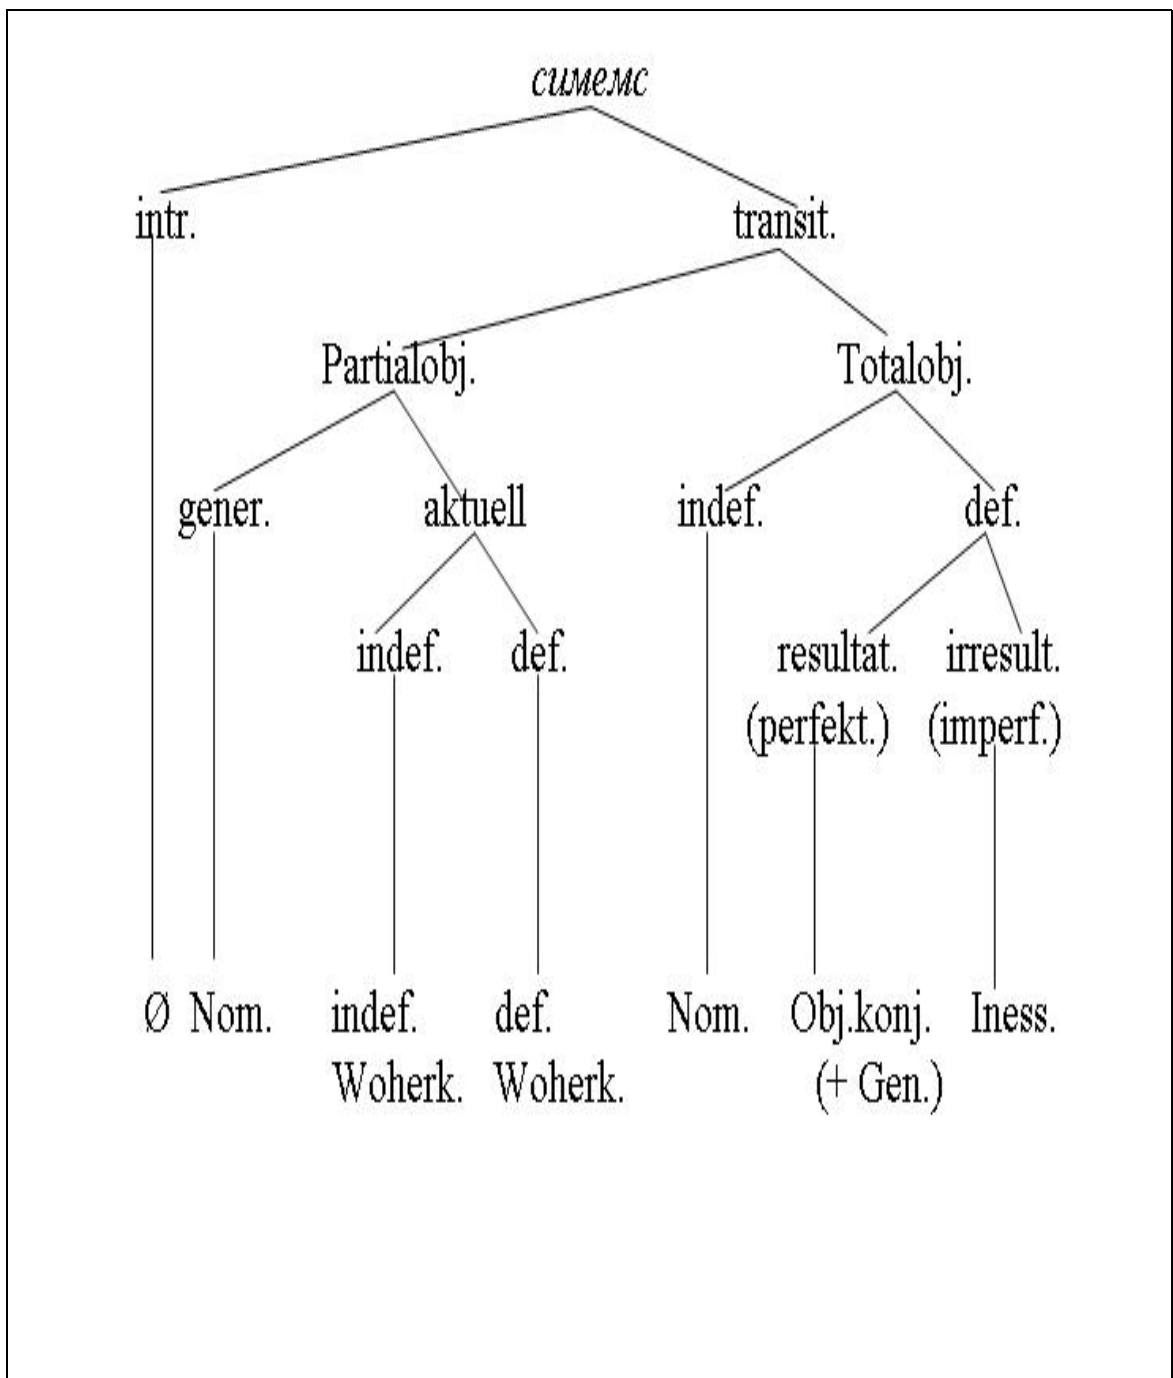 симемс
intr. transit.
Partialobj. Totalobj.
gener. aktuell indef. def.
indef. def. resultat. irresult.
(perfekt.) (imperf.)
Ø Nom. indef. def. Nom. Obj.konj. Iness.
Woherk. Woherk. (+ Gen.)